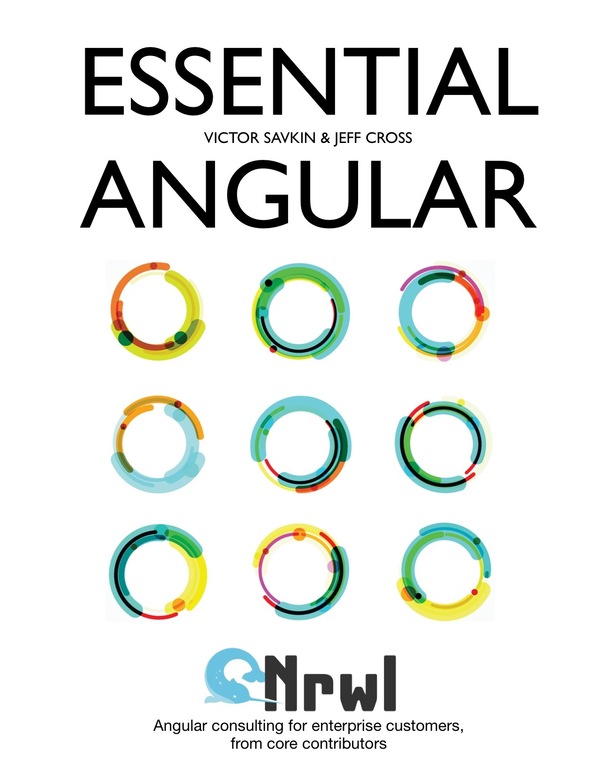 ESSENTIAL
VICTOR SAVKIN & JEFF CROSS
ANGULAR
Nrwl
Angular consulting for enterprise customers,
from core contributors